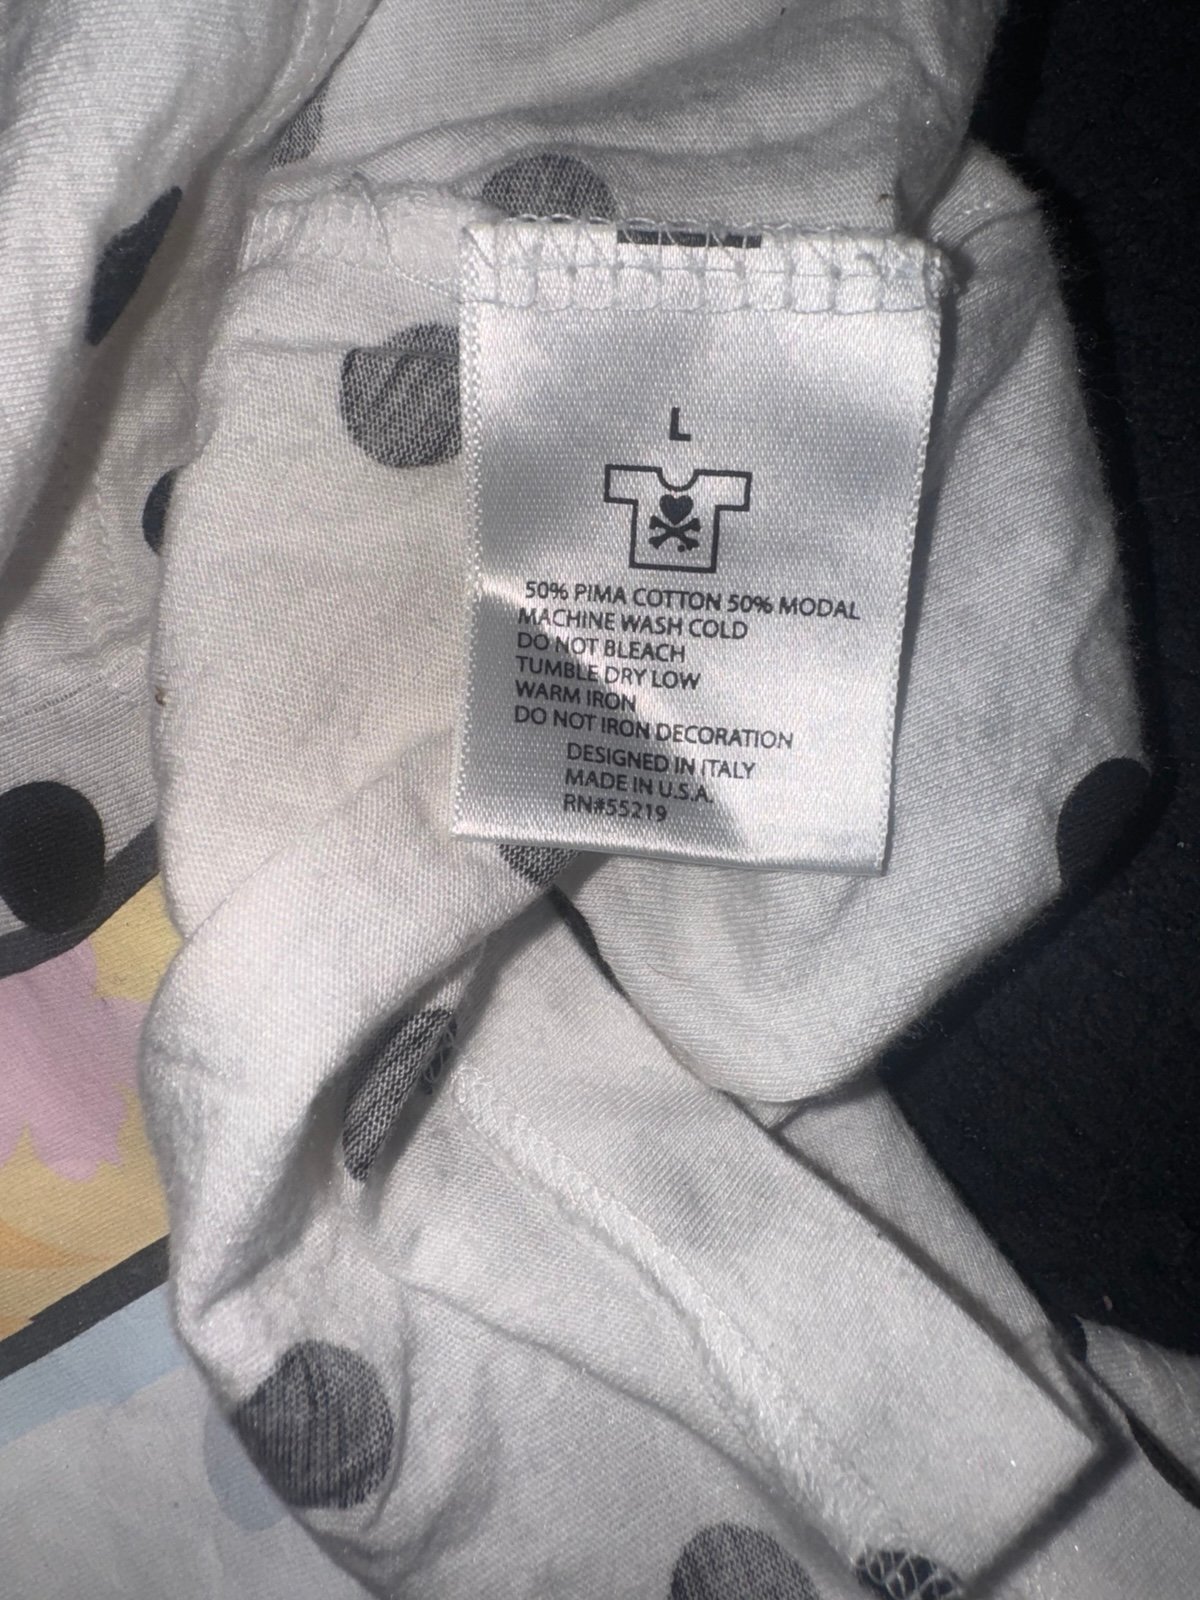 L
50% PIMA COTTON 50% MODAL
MACHINE WASH COLD
DO NOT BLEACH
TUMBLE DRY LOW
WARM IRON
DO NOT IRON DECORATION
DESIGNED IN ITALY
MADE IN U.S.A.
RN#55219